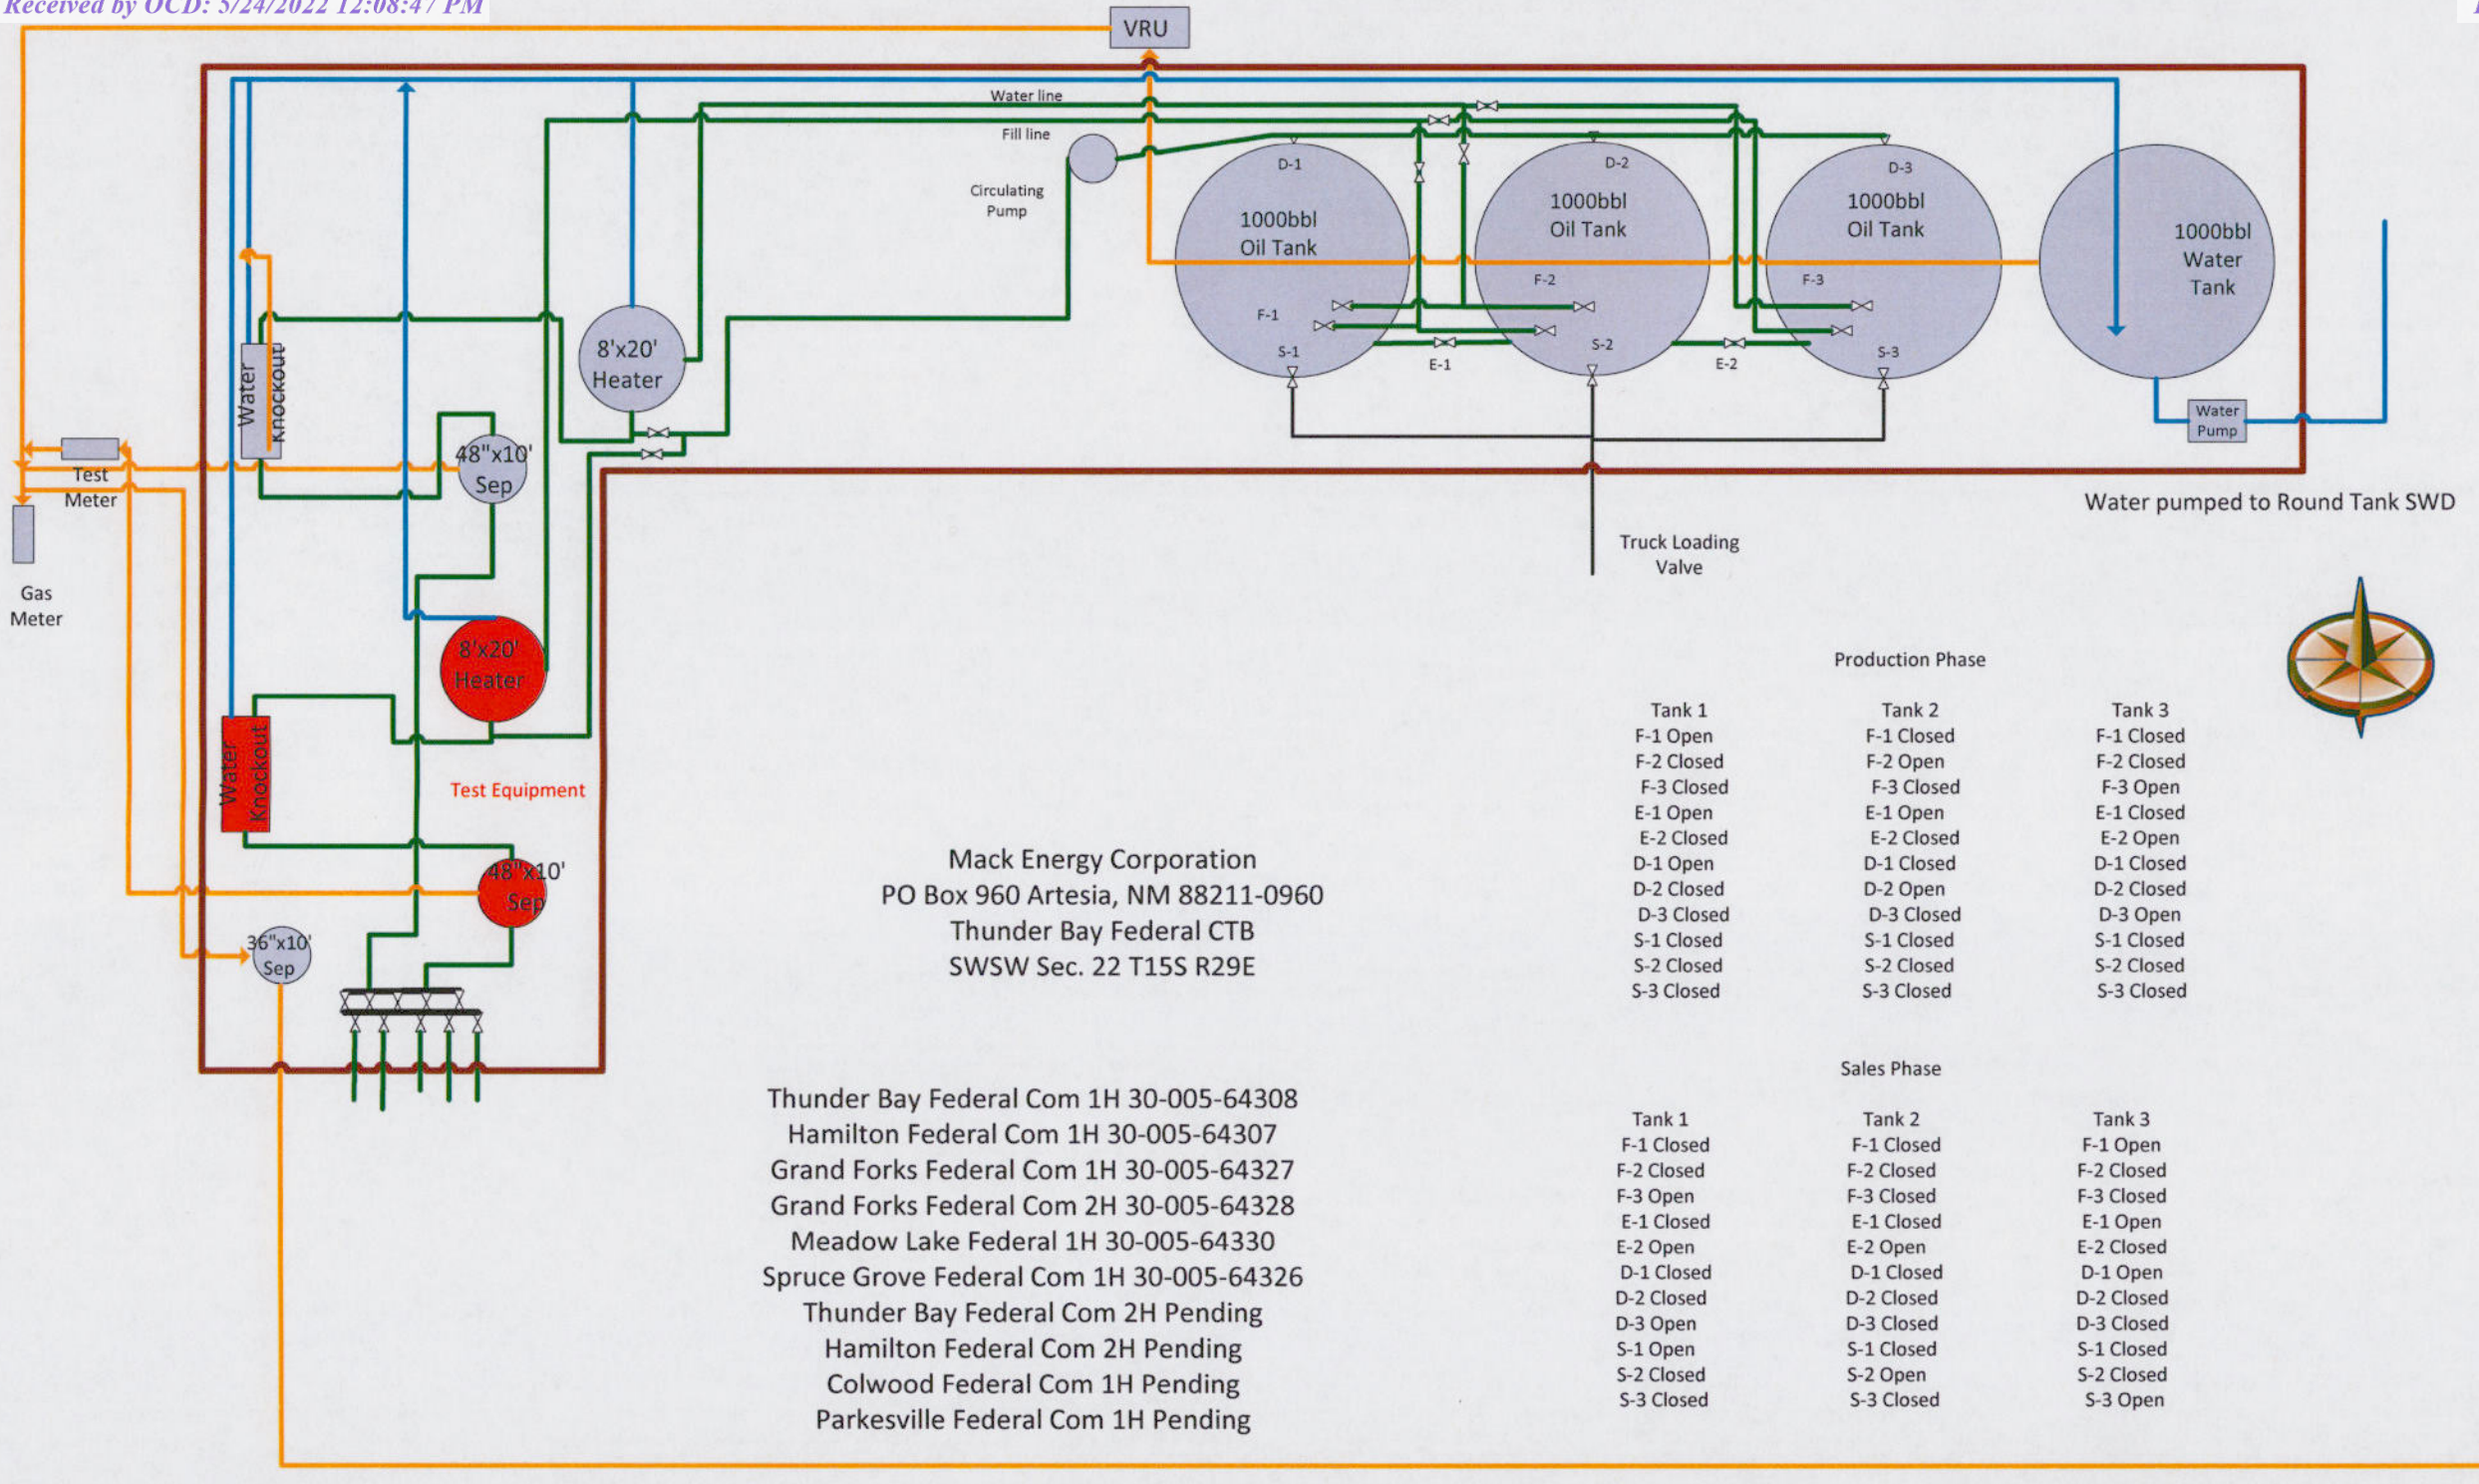 Received by OCD: 5/24/2022 12:08:47 PM
VRU
Water line
Fill line
Circulating
Pump
D-1
1000bbl
Oil Tank
F-1
S-1
D-2
1000bbl
Oil Tank
F-2
S-2
D-3
1000bbl
Oil Tank
F-3
S-3
E-1
E-2
1000bbl
Water
Tank
Water
Pump
Water pumped to Round Tank SWD
Truck Loading
Valve
8'x20'
Heater
Water
Knockout
48"x10'
Sep
Test
Meter
Gas
Meter
8'x20'
Heater
Water
Knockout
Test Equipment
48"x10'
Sep
36"x10'
Sep
Mack Energy Corporation
PO Box 960 Artesia, NM 88211-0960
Thunder Bay Federal CTB
SWSW Sec. 22 T15S R29E
Thunder Bay Federal Com 1H 30-005-64308
Hamilton Federal Com 1H 30-005-64307
Grand Forks Federal Com 1H 30-005-64327
Grand Forks Federal Com 2H 30-005-64328
Meadow Lake Federal 1H 30-005-64330
Spruce Grove Federal Com 1H 30-005-64326
Thunder Bay Federal Com 2H Pending
Hamilton Federal Com 2H Pending
Colwood Federal Com 1H Pending
Parkesville Federal Com 1H Pending
Production Phase
Tank 1
F-1 Open
F-2 Closed
F-3 Closed
E-1 Open
E-2 Closed
D-1 Open
D-2 Closed
D-3 Closed
S-1 Closed
S-2 Closed
S-3 Closed
Tank 2
F-1 Closed
F-2 Open
F-3 Closed
E-1 Open
E-2 Closed
D-1 Closed
D-2 Open
D-3 Closed
S-1 Closed
S-2 Closed
S-3 Closed
Tank 3
F-1 Closed
F-2 Closed
F-3 Open
E-1 Closed
E-2 Open
D-1 Closed
D-2 Closed
D-3 Open
S-1 Closed
S-2 Closed
S-3 Closed
Sales Phase
Tank 1
F-1 Closed
F-2 Closed
F-3 Open
E-1 Closed
E-2 Open
D-1 Closed
D-2 Closed
D-3 Open
S-1 Open
S-2 Closed
S-3 Closed
Tank 2
F-1 Closed
F-2 Closed
F-3 Closed
E-1 Closed
E-2 Open
D-1 Closed
D-2 Closed
D-3 Closed
S-1 Closed
S-2 Open
S-3 Closed
Tank 3
F-1 Open
F-2 Closed
F-3 Closed
E-1 Open
E-2 Closed
D-1 Open
D-2 Closed
D-3 Closed
S-1 Closed
S-2 Closed
S-3 Open